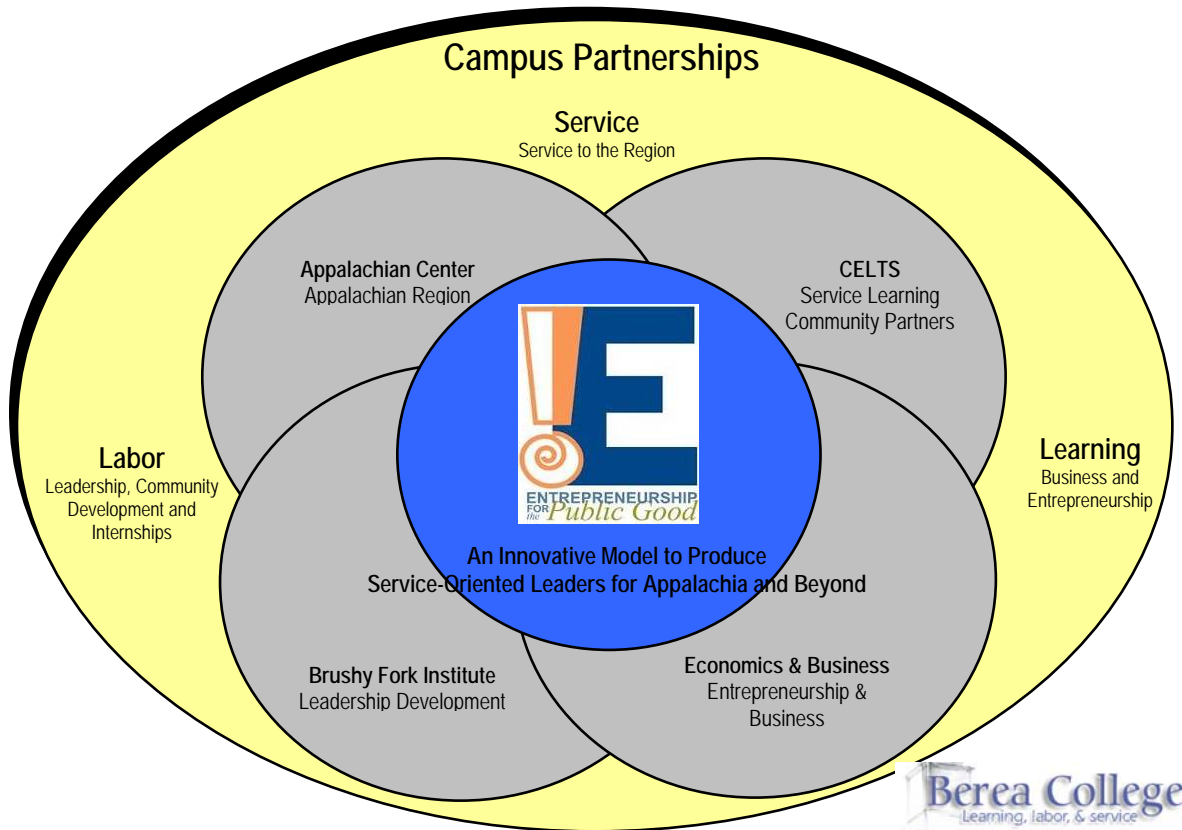 Campus Partnerships
Service
Service to the Region
Appalachian Center
Appalachian Region
CELTS
Service Learning
Community Partners
!E
ENTREPRENEURSHIP
FOR the Public Good
Labor
Leadership, Community
Development and
Internships
Learning
Business and
Entrepreneurship
An Innovative Model to Produce
Service-Oriented Leaders for Appalachia and Beyond
Brushy Fork Institute
Leadership Development
Economics & Business
Entrepreneurship &
Business
Berea College
Learning, labor, & service